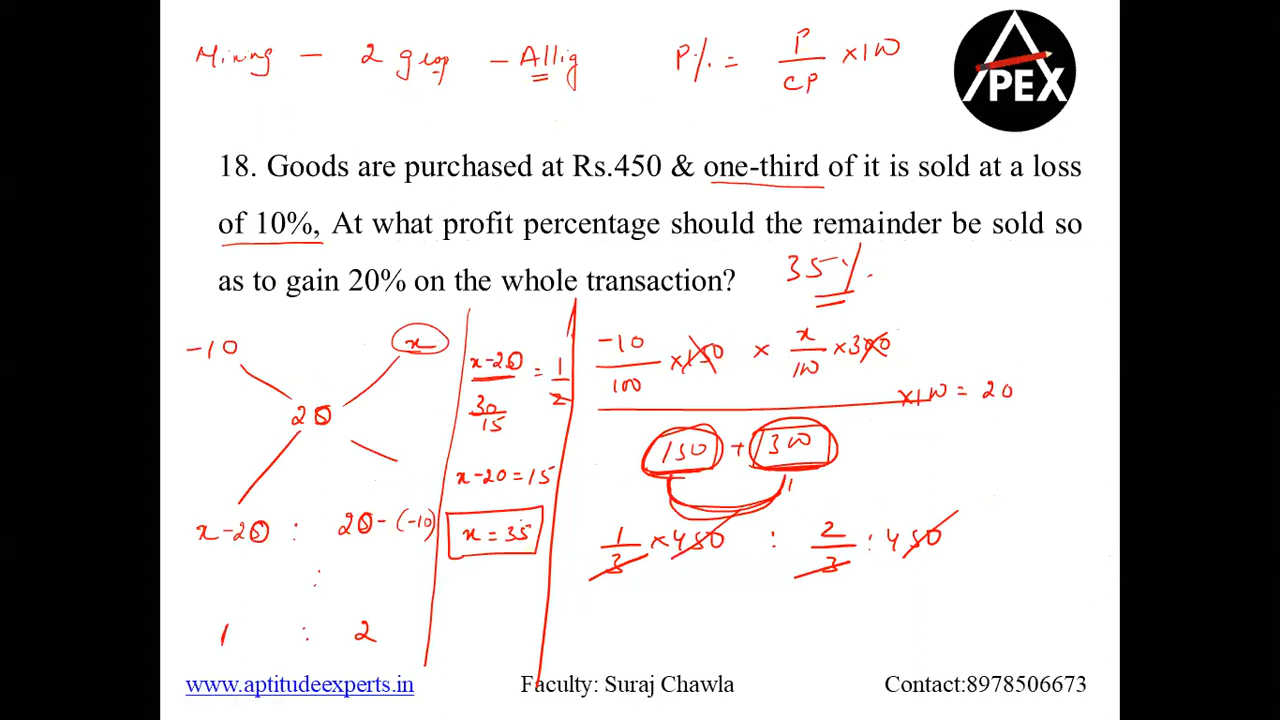 Mixing - 2 group - Allig P% = P/CP ×100
APEX
18. Goods are purchased at Rs.450 & one-third of it is sold at a loss
of 10%, At what profit percentage should the remainder be sold so
as to gain 20% on the whole transaction? 35%
-10 x
20
x-20 : 20-(-10)
:
1 : 2
x-20/30 = 1/2
15
x-20=15
x=35
-10/100 ×150 × x/100 ×300
×100 = 20
150 + 300
1/3 ×450 : 2/3 : 450
www.aptitudeexperts.in Faculty: Suraj Chawla Contact:8978506673